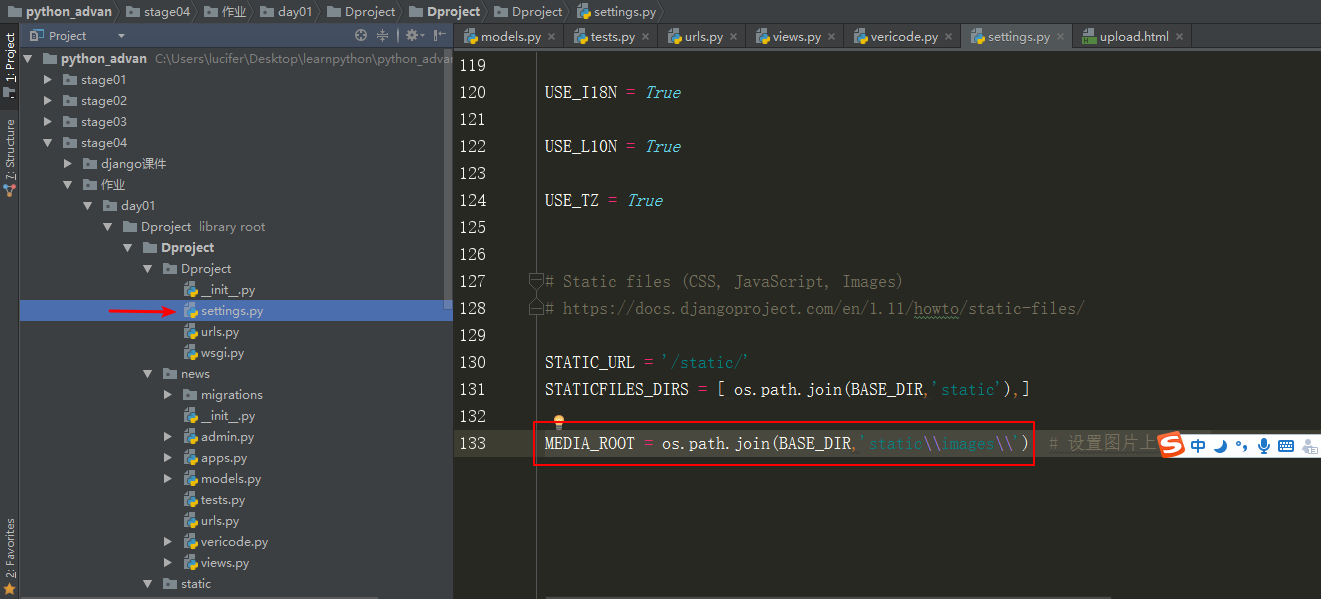 python_advan stage04 作业 day01 Dproject Dproject Dproject settings.py
Project
models.py tests.py urls.py views.py vericode.py settings.py upload.html
1: Project
7: Structure
2: Favorites
python_advan C:\Users\lucifer\Desktop\learnpython\python_advan
stage01
stage02
stage03
stage04
django课件
作业
day01
Dproject library root
Dproject
Dproject
__init__.py
settings.py
urls.py
wsgi.py
news
migrations
__init__.py
admin.py
apps.py
models.py
tests.py
urls.py
vericode.py
views.py
static
119
120 USE_I18N = True
121
122 USE_L10N = True
123
124 USE_TZ = True
125
126
127 # Static files (CSS, JavaScript, Images)
128 # https://docs.djangoproject.com/en/1.11/howto/static-files/
129
130 STATIC_URL = '/static/'
131 STATICFILES_DIRS = [ os.path.join(BASE_DIR,'static'),]
132
133 MEDIA_ROOT = os.path.join(BASE_DIR,'static\\images\\') # 设置图片上
中